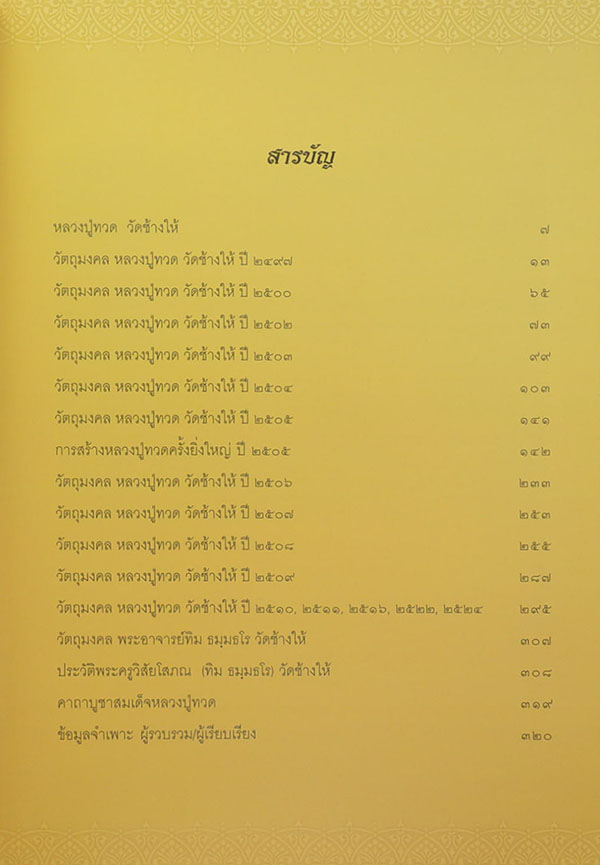 สารบัญ
หลวงปู่ทวด วัดช้างให้ ๗
วัตถุมงคล หลวงปู่ทวด วัดช้างให้ ปี ๒๔๙๗ ๑๓
วัตถุมงคล หลวงปู่ทวด วัดช้างให้ ปี ๒๕๐๐ ๖๕
วัตถุมงคล หลวงปู่ทวด วัดช้างให้ ปี ๒๕๐๒ ๗๓
วัตถุมงคล หลวงปู่ทวด วัดช้างให้ ปี ๒๕๐๓ ๙๙
วัตถุมงคล หลวงปู่ทวด วัดช้างให้ ปี ๒๕๐๔ ๑๐๓
วัตถุมงคล หลวงปู่ทวด วัดช้างให้ ปี ๒๕๐๕ ๑๔๑
การสร้างหลวงปู่ทวดครั้งยิ่งใหญ่ ปี ๒๕๐๕ ๑๔๒
วัตถุมงคล หลวงปู่ทวด วัดช้างให้ ปี ๒๕๐๖ ๒๓๓
วัตถุมงคล หลวงปู่ทวด วัดช้างให้ ปี ๒๕๐๗ ๒๕๓
วัตถุมงคล หลวงปู่ทวด วัดช้างให้ ปี ๒๕๐๘ ๒๕๕
วัตถุมงคล หลวงปู่ทวด วัดช้างให้ ปี ๒๕๐๙ ๒๘๗
วัตถุมงคล หลวงปู่ทวด วัดช้างให้ ปี ๒๕๑๐, ๒๕๑๑, ๒๕๑๖, ๒๕๒๒, ๒๕๒๔ ๒๙๕
วัตถุมงคล พระอาจารย์ทิม ธมฺมธโร วัดช้างให้ ๓๐๗
ประวัติพระครูวิสัยโสภณ (ทิม ธมฺมธโร) วัดช้างให้ ๓๐๘
คาถาบูชาสมเด็จหลวงปู่ทวด ๓๑๙
ข้อมูลจำเพาะ ผู้รวบรวม/ผู้เรียบเรียง ๓๒๐